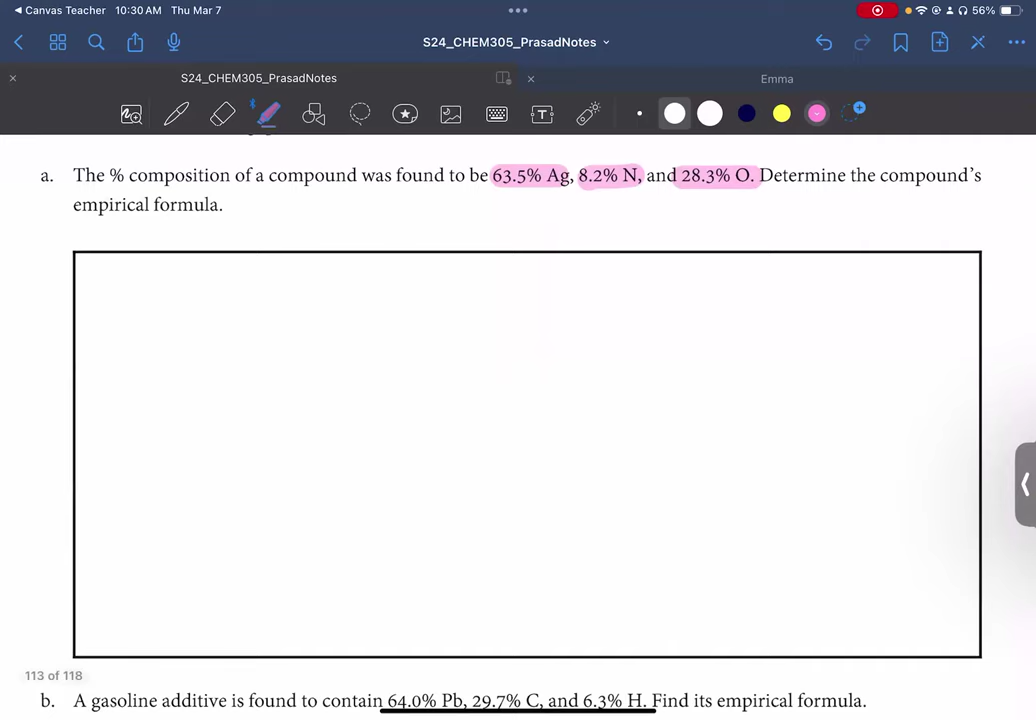 Canvas Teacher 10:30 AM Thu Mar 7 56%
S24_CHEM305_PrasadNotes
S24_CHEM305_PrasadNotes Emma
a. The % composition of a compound was found to be 63.5% Ag, 8.2% N, and 28.3% O. Determine the compound’s
empirical formula.
113 of 118
b. A gasoline additive is found to contain 64.0% Pb, 29.7% C, and 6.3% H. Find its empirical formula.